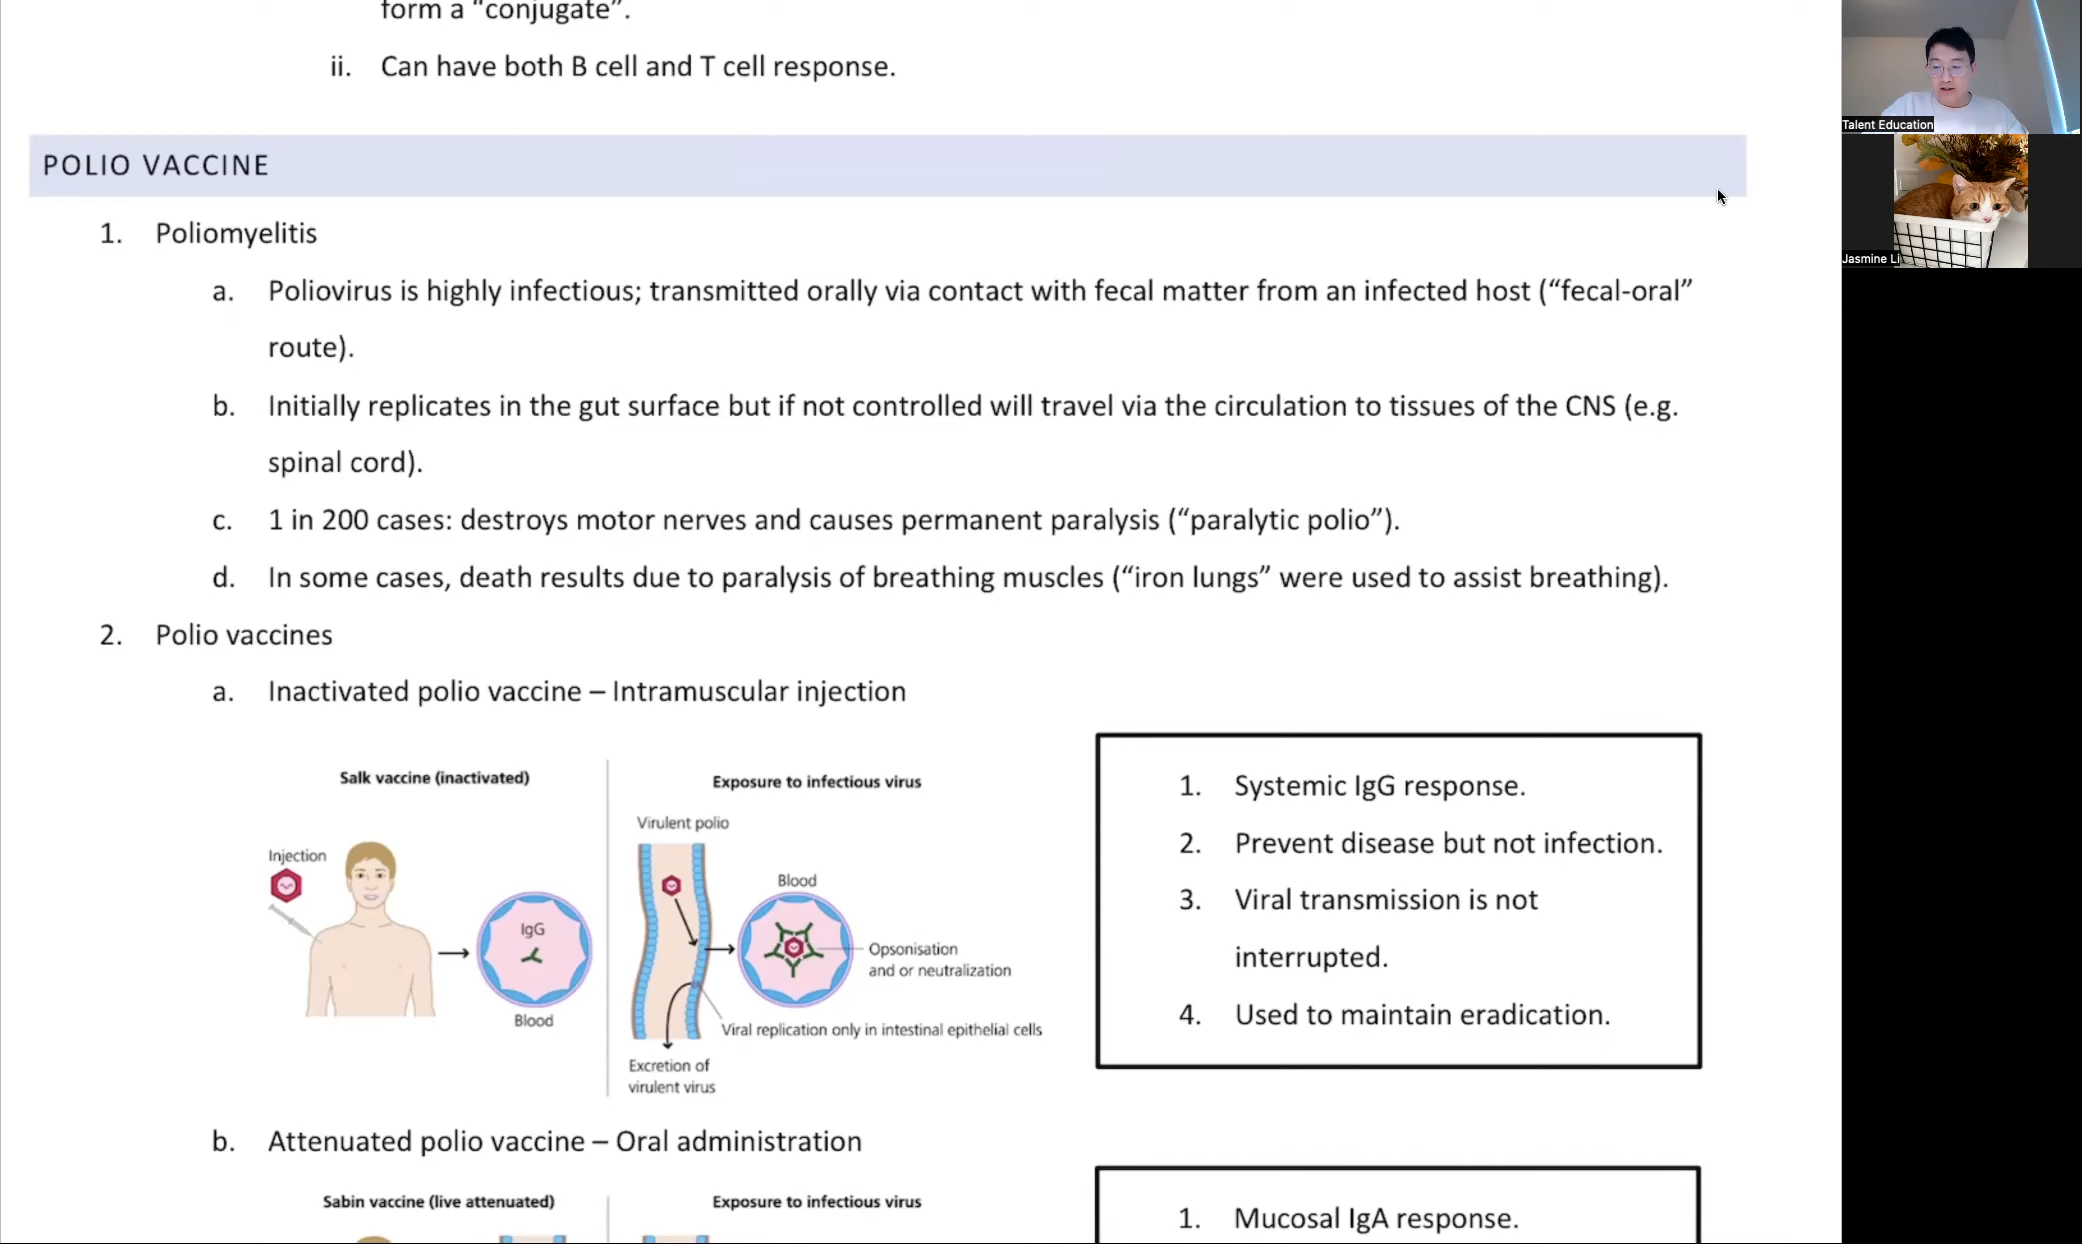 form a “conjugate”.
ii. Can have both B cell and T cell response.
POLIO VACCINE
1. Poliomyelitis
a. Poliovirus is highly infectious; transmitted orally via contact with fecal matter from an infected host (“fecal-oral”
route).
b. Initially replicates in the gut surface but if not controlled will travel via the circulation to tissues of the CNS (e.g.
spinal cord).
c. 1 in 200 cases: destroys motor nerves and causes permanent paralysis (“paralytic polio”).
d. In some cases, death results due to paralysis of breathing muscles (“iron lungs” were used to assist breathing).
2. Polio vaccines
a. Inactivated polio vaccine – Intramuscular injection
Salk vaccine (inactivated)
Injection
IgG
Blood
Exposure to infectious virus
Virulent polio
Blood
Opsonisation
and or neutralization
Viral replication only in intestinal epithelial cells
Excretion of
virulent virus
1. Systemic IgG response.
2. Prevent disease but not infection.
3. Viral transmission is not
interrupted.
4. Used to maintain eradication.
b. Attenuated polio vaccine – Oral administration
Sabin vaccine (live attenuated)
Exposure to infectious virus
1. Mucosal IgA response.
Talent Education
Jasmine Li